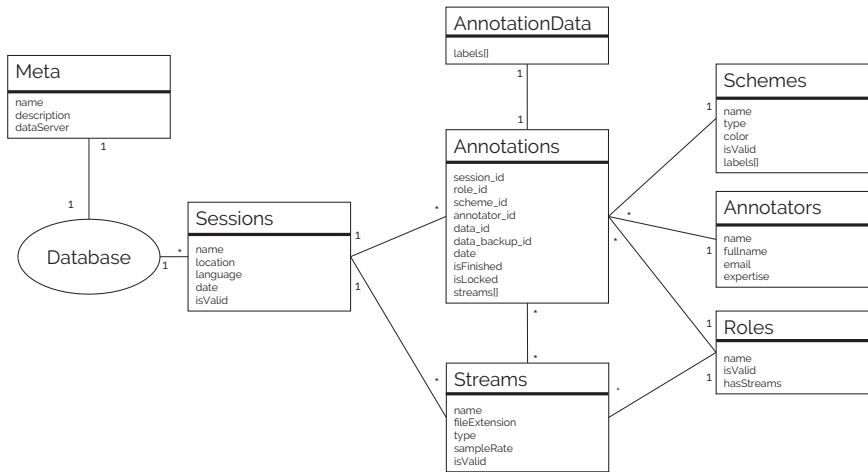 AnnotationData
labels[]
1
1
Meta
name
description
dataServer
1
1
Database
1
*
Sessions
name
location
language
date
isValid
1
1
*
*
Annotations
session_id
role_id
scheme_id
annotator_id
data_id
data_backup_id
date
isFinished
isLocked
streams[]
*
*
*
*
Streams
name
fileExtension
type
sampleRate
isValid
*
Schemes
name
type
color
isValid
labels[]
1
Annotators
name
fullname
email
expertise
1
Roles
name
isValid
hasStreams
1
1